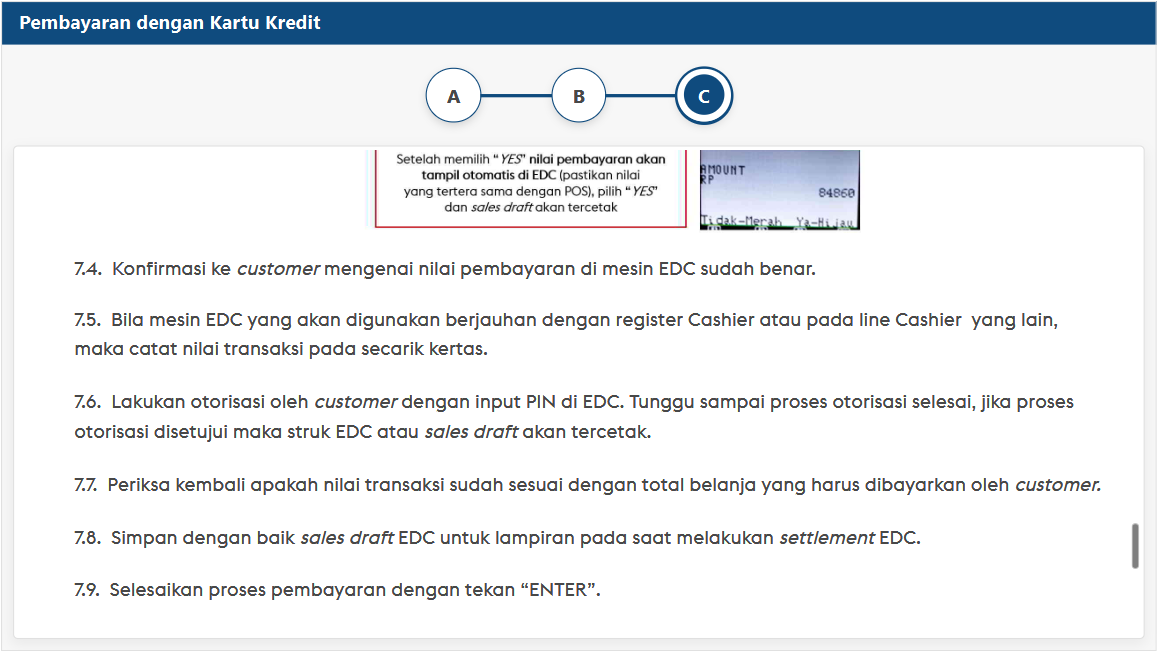 Pembayaran dengan Kartu Kredit
A
B
C
Setelah memilih “YES” nilai pembayaran akan
tampil otomatis di EDC (pastikan nilai
yang tertera sama dengan POS), pilih “YES”
dan sales draft akan tercetak
AMOUNT
RP
84860
Tidak-Merah Ya-Hijau
7.4. Konfirmasi ke customer mengenai nilai pembayaran di mesin EDC sudah benar.
7.5. Bila mesin EDC yang akan digunakan berjauhan dengan register Cashier atau pada line Cashier yang lain,
maka catat nilai transaksi pada secarik kertas.
7.6. Lakukan otorisasi oleh customer dengan input PIN di EDC. Tunggu sampai proses otorisasi selesai, jika proses
otorisasi disetujui maka struk EDC atau sales draft akan tercetak.
7.7. Periksa kembali apakah nilai transaksi sudah sesuai dengan total belanja yang harus dibayarkan oleh customer.
7.8. Simpan dengan baik sales draft EDC untuk lampiran pada saat melakukan settlement EDC.
7.9. Selesaikan proses pembayaran dengan tekan “ENTER”.